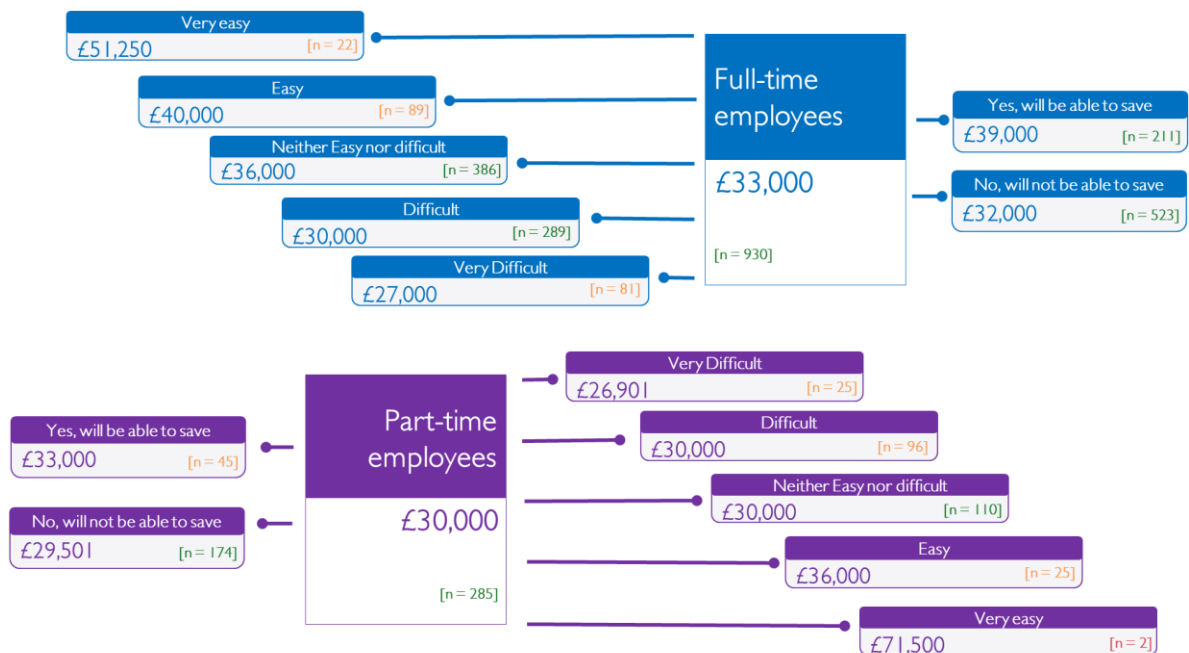 Very easy
£51,250 [n = 22]
Easy
£40,000 [n = 89]
Neither Easy nor difficult
£36,000 [n = 386]
Difficult
£30,000 [n = 289]
Very Difficult
£27,000 [n = 81]
Full-time
employees
£33,000
[n = 930]
Yes, will be able to save
£39,000 [n = 211]
No, will not be able to save
£32,000 [n = 523]
Yes, will be able to save
£33,000 [n = 45]
No, will not be able to save
£29,501 [n = 174]
Part-time
employees
£30,000
[n = 285]
Very Difficult
£26,901 [n = 25]
Difficult
£30,000 [n = 96]
Neither Easy nor difficult
£30,000 [n = 110]
Easy
£36,000 [n = 25]
Very easy
£71,500 [n = 2]